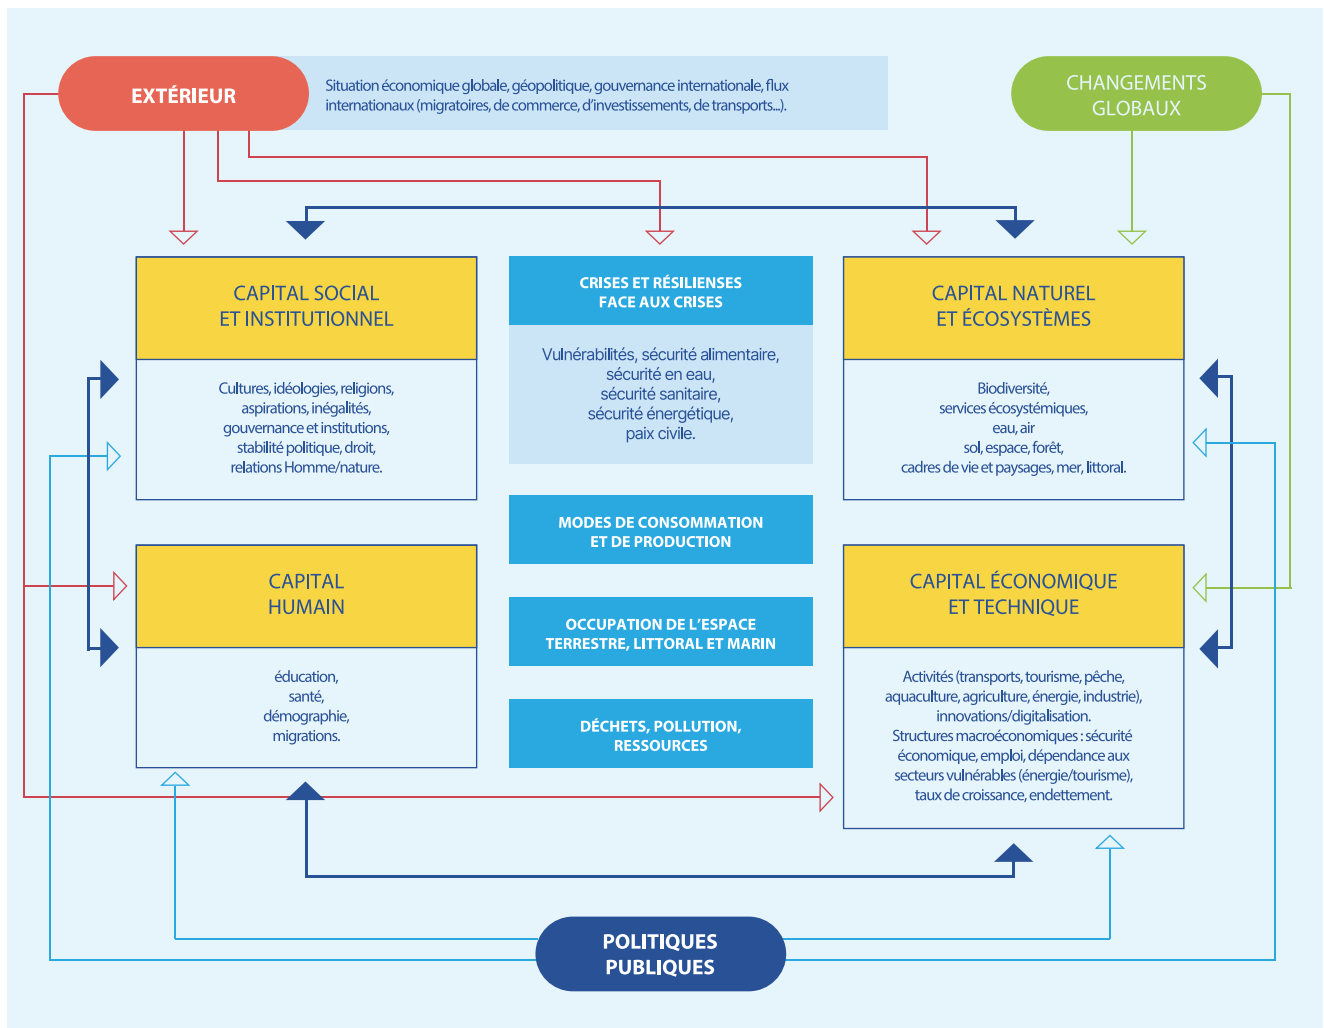 EXTÉRIEUR
Situation économique globale, géopolitique, gouvernance internationale, flux
internationaux (migratoires, de commerce, d'investissements, de transports...).
CHANGEMENTS
GLOBAUX
CAPITAL SOCIAL
ET INSTITUTIONNEL
Cultures, idéologies, religions,
aspirations, inégalités,
gouvernance et institutions,
stabilité politique, droit,
relations Homme/nature.
CRISES ET RÉSILIENSES
FACE AUX CRISES
Vulnérabilités, sécurité alimentaire,
sécurité en eau,
sécurité sanitaire,
sécurité énergétique,
paix civile.
CAPITAL NATUREL
ET ÉCOSYSTÈMES
Biodiversité,
services écosystémiques,
eau, air
sol, espace, forêt,
cadres de vie et paysages, mer, littoral.
MODES DE CONSOMMATION
ET DE PRODUCTION
CAPITAL
HUMAIN
éducation,
santé,
démographie,
migrations.
OCCUPATION DE L'ESPACE
TERRESTRE, LITTORAL ET MARIN
DÉCHETS, POLLUTION,
RESSOURCES
CAPITAL ÉCONOMIQUE
ET TECHNIQUE
Activités (transports, tourisme, pêche,
aquaculture, agriculture, énergie, industrie),
innovations/digitalisation.
Structures macroéconomiques : sécurité
économique, emploi, dépendance aux
secteurs vulnérables (énergie/tourisme),
taux de croissance, endettement.
POLITIQUES
PUBLIQUES